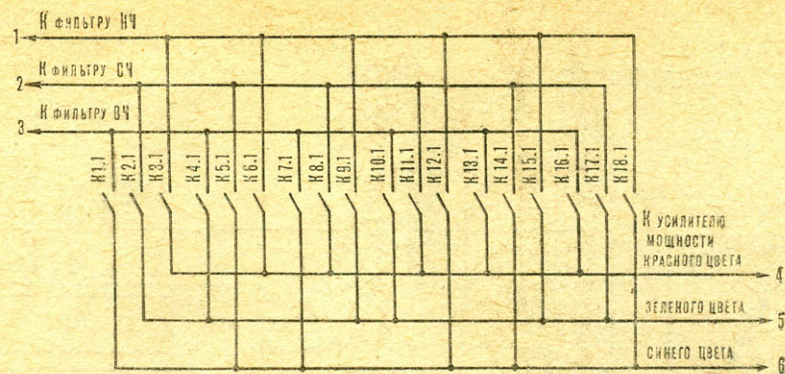 К ФИЛЬТРУ НЧ
1
К ФИЛЬТРУ СЧ
2
К ФИЛЬТРУ ВЧ
3
К1.1
К2.1
К3.1
К4.1
К5.1
К6.1
К7.1
К8.1
К9.1
К10.1
К11.1
К12.1
К13.1
К14.1
К15.1
К16.1
К17.1
К18.1
К УСИЛИТЕЛЮ
МОЩНОСТИ
КРАСНОГО ЦВЕТА
4
ЗЕЛЕНОГО ЦВЕТА
5
СИНЕГО ЦВЕТА
6